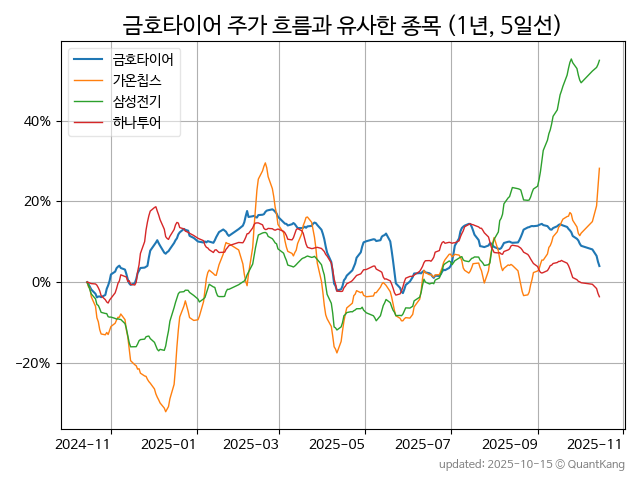 금호타이어 주가 흐름과 유사한 종목 (1년, 5일선)
금호타이어
가온칩스
삼성전기
하나투어
40%
20%
0%
−20%
2024-11 2025-01 2025-03 2025-05 2025-07 2025-09 2025-11
updated: 2025-10-15 © QuantKang